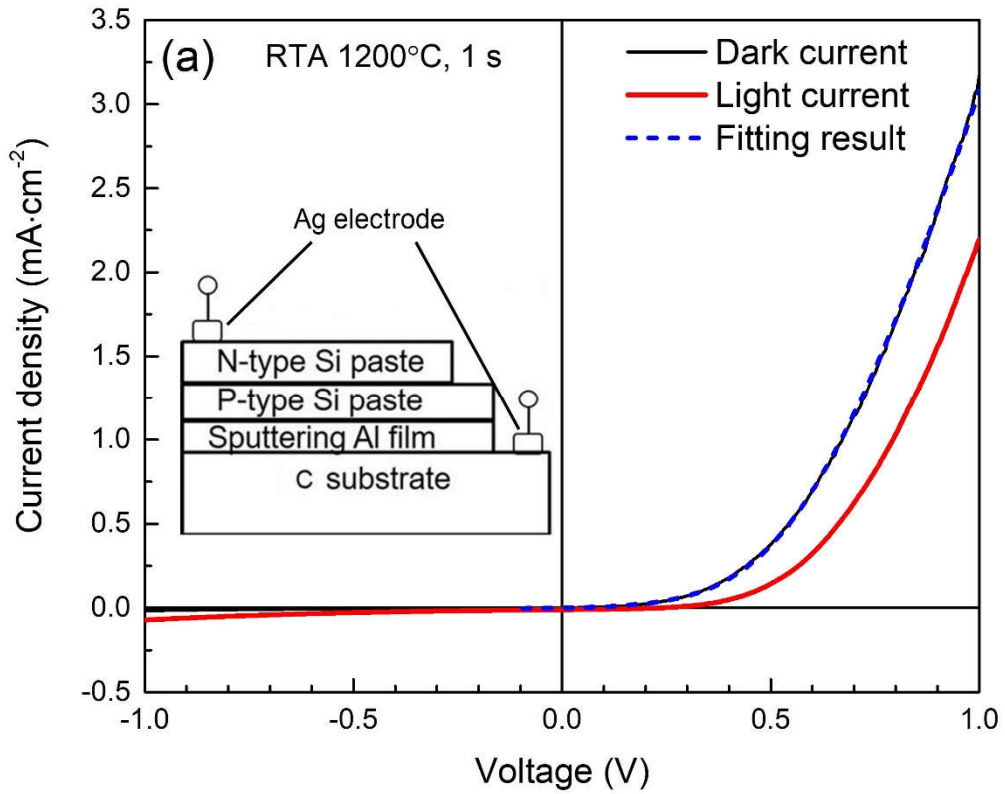 (a) RTA 1200°C, 1 s
Dark current
Light current
Fitting result
Ag electrode
N-type Si paste
P-type Si paste
Sputtering Al film
C substrate
Current density (mA·cm⁻²)
3.5
3.0
2.5
2.0
1.5
1.0
0.5
0.0
-0.5
-1.0 -0.5 0.0 0.5 1.0
Voltage (V)